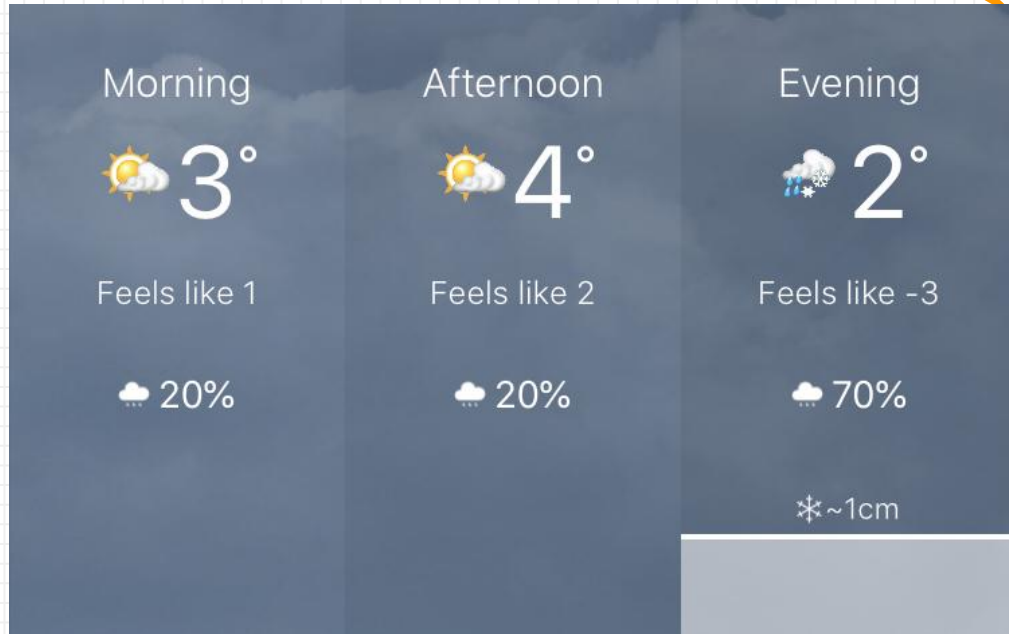 Morning
3°
Feels like 1
20%
Afternoon
4°
Feels like 2
20%
Evening
2°
Feels like -3
70%
~1cm